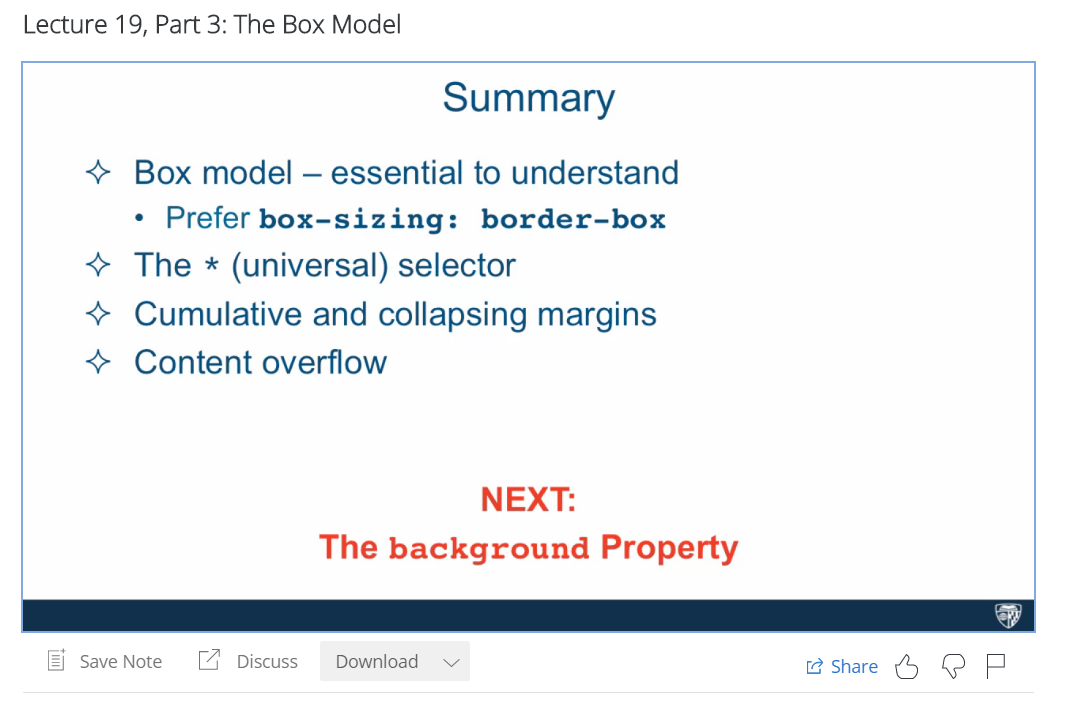 Lecture 19, Part 3: The Box Model
Summary
Box model – essential to understand
• Prefer box-sizing: border-box
The * (universal) selector
Cumulative and collapsing margins
Content overflow
NEXT:
The background Property
Save Note Discuss Download Share